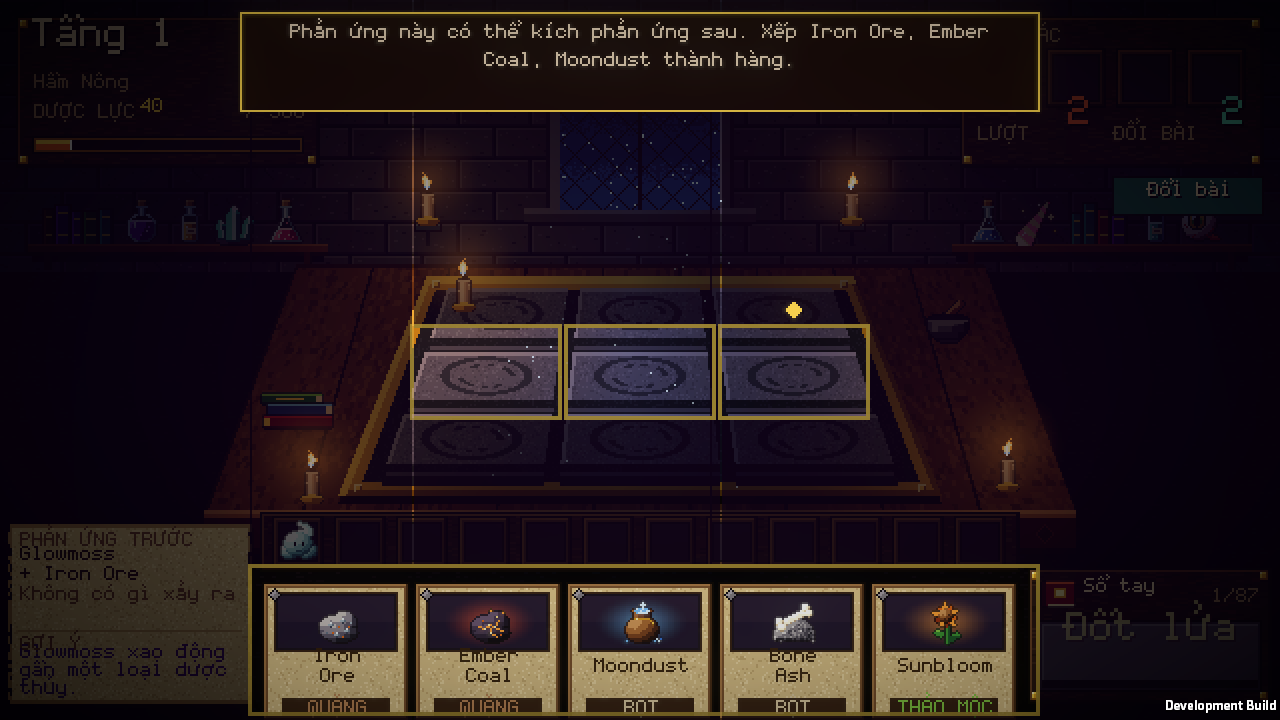 Phản ứng này có thể kích phản ứng sau. Xếp Iron Ore, Ember
Coal, Moondust thành hàng.
Tầng 1
Hầm Nông
DƯỢC LỰC 40
2
2
LƯỢT
ĐỔI BÀI
Đổi bài
PHẢN ỨNG TRƯỚC
Glowmoss
+ Iron Ore
Không có gì xảy ra
GỢI Ý
Glowmoss xao động
gần một loại dược
thủy.
Iron
Ore
QUẶNG
Ember
Coal
QUẶNG
Moondust
BỘT
Bone
Ash
BỘT
Sunbloom
THẢO MỘC
Sổ tay
1/87
Đốt lửa
Development Build